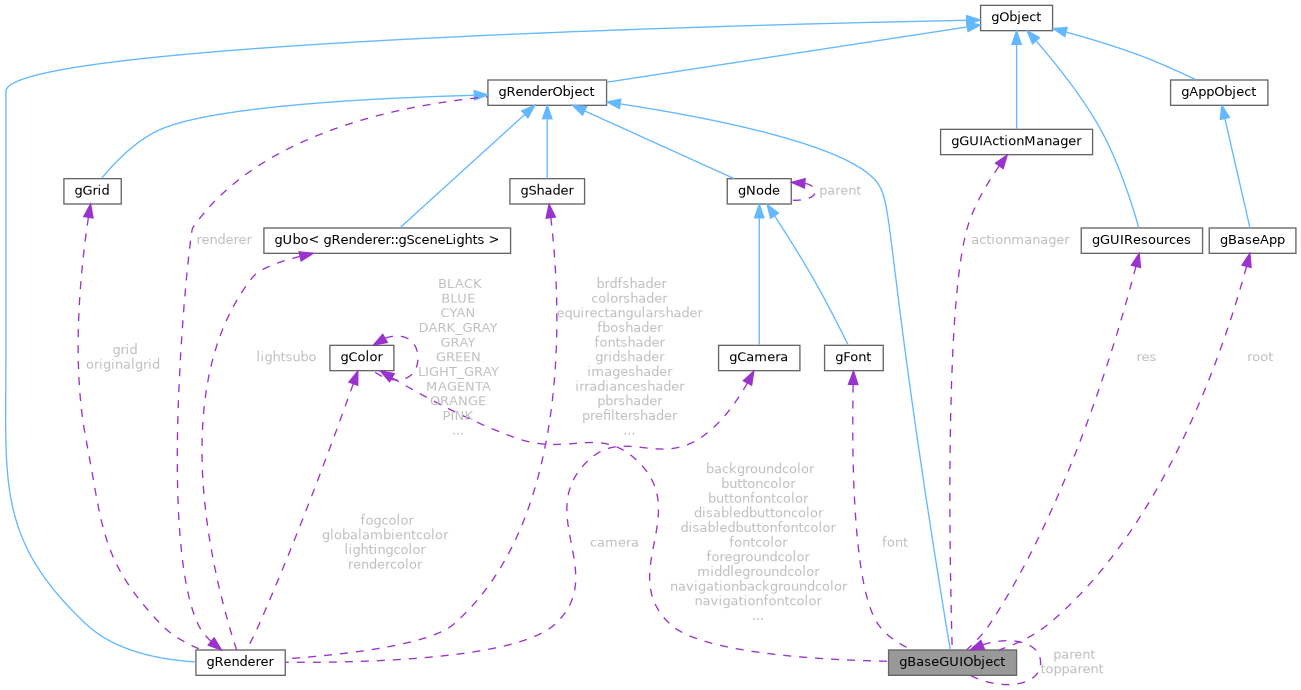 gObject
gRenderObject
gAppObject
gGUIActionManager
gGrid
gShader
gNode
parent
renderer
gUbo< gRenderer::gSceneLights >
actionmanager
gGUIResources
gBaseApp
BLACK
BLUE
CYAN
DARK_GRAY
GRAY
GREEN
LIGHT_GRAY
MAGENTA
ORANGE
PINK
...
brdfshader
colorshader
equirectangularshader
fboshader
fontshader
gridshader
imageshader
irradianceshader
pbrshader
prefiltershader
...
grid
originalgrid
lightsubo
gColor
gCamera
gFont
res
root
fogcolor
globalambientcolor
lightingcolor
rendercolor
camera
backgroundcolor
buttoncolor
buttonfontcolor
disabledbuttoncolor
disabledbuttonfontcolor
fontcolor
foregroundcolor
middlegroundcolor
navigationbackgroundcolor
navigationfontcolor
...
font
gRenderer
gBaseGUIObject
parent
topparent